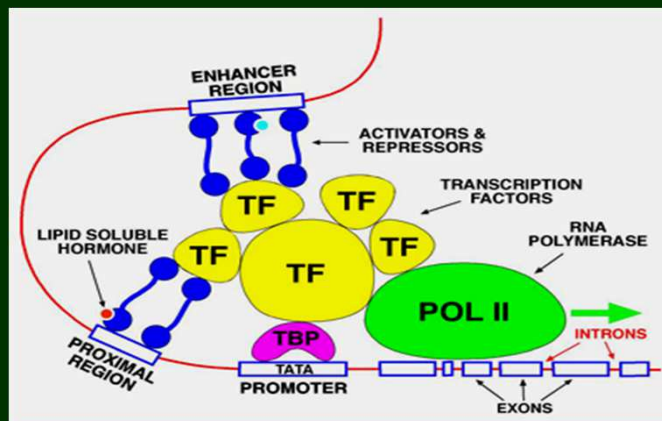 ENHANCER
REGION
ACTIVATORS &
REPRESSORS
TF
TF
TRANSCRIPTION
FACTORS
LIPID SOLUBLE
HORMONE
TF
TF
TF
RNA
POLYMERASE
POL II
TBP
INTRONS
PROXIMAL
REGION
TATA
PROMOTER
EXONS